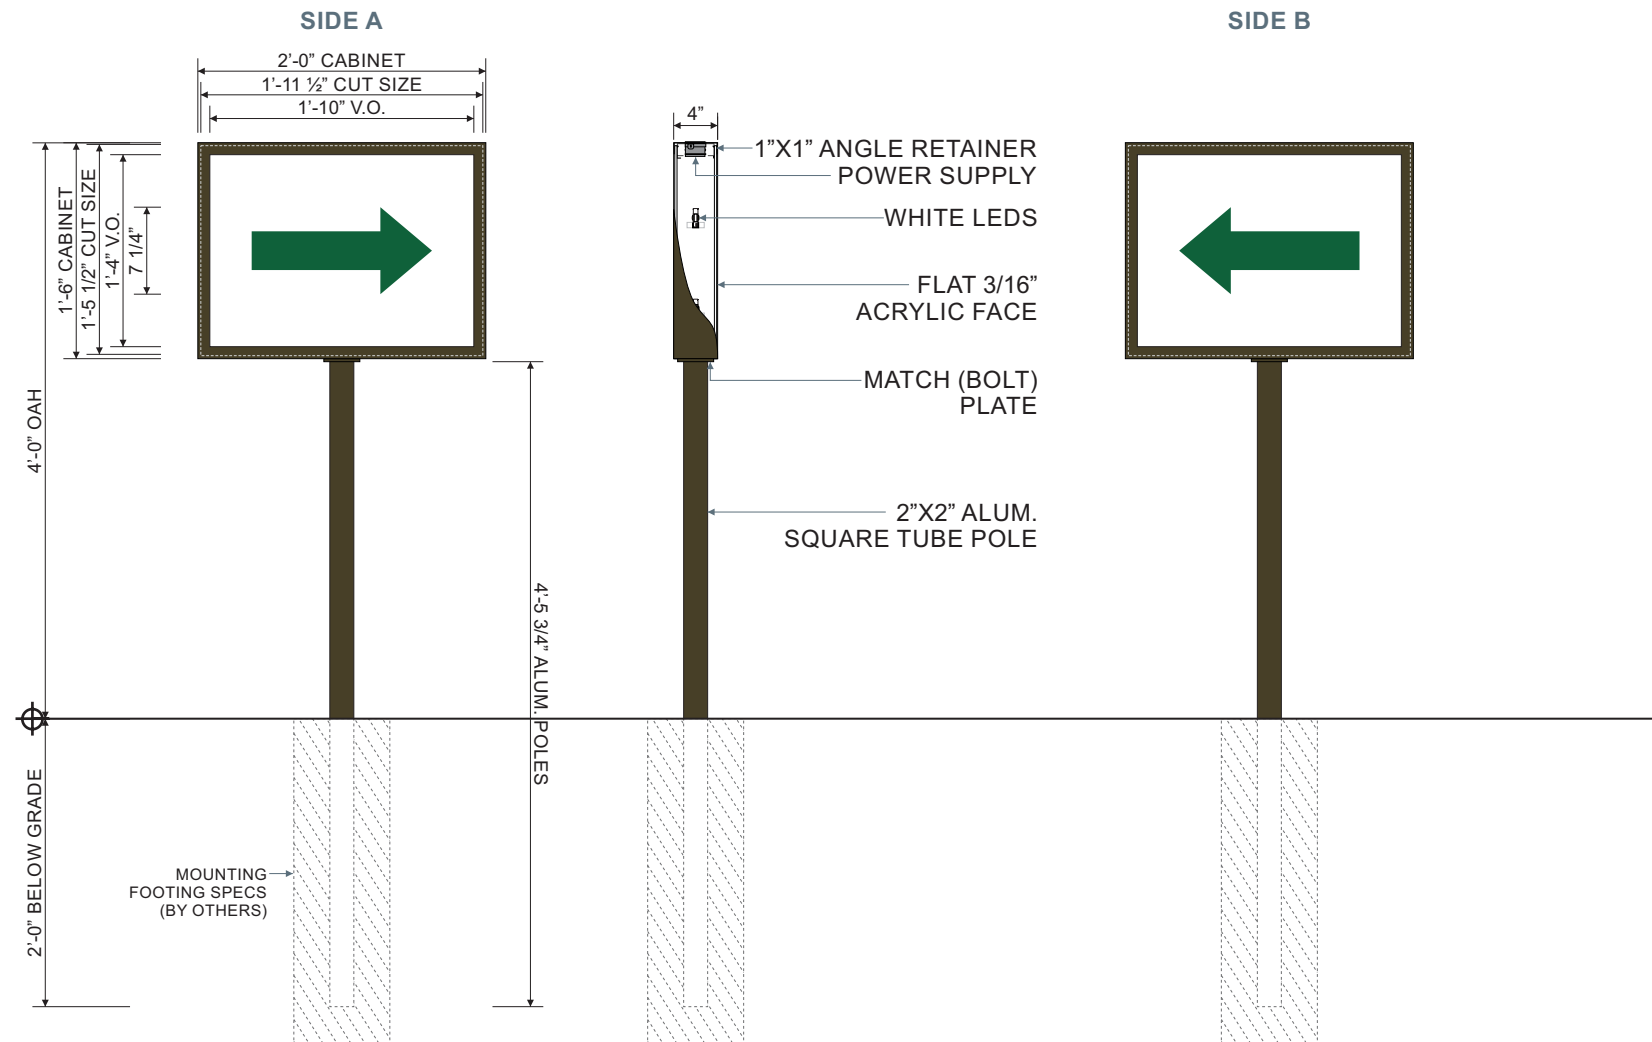 SIDE A
SIDE B
2’-0” CABINET
1’-11 ½” CUT SIZE
1’-10” V.O.
4”
1’-6” CABINET
1’-5 1/2” CUT SIZE
1’-4” V.O.
7 1/4”
1”X1” ANGLE RETAINER
POWER SUPPLY
WHITE LEDS
FLAT 3/16”
ACRYLIC FACE
MATCH (BOLT)
PLATE
4’-0” OAH
2”X2” ALUM.
SQUARE TUBE POLE
4’-5 3/4” ALUM. POLES
2’-0” BELOW GRADE
MOUNTING
FOOTING SPECS
(BY OTHERS)